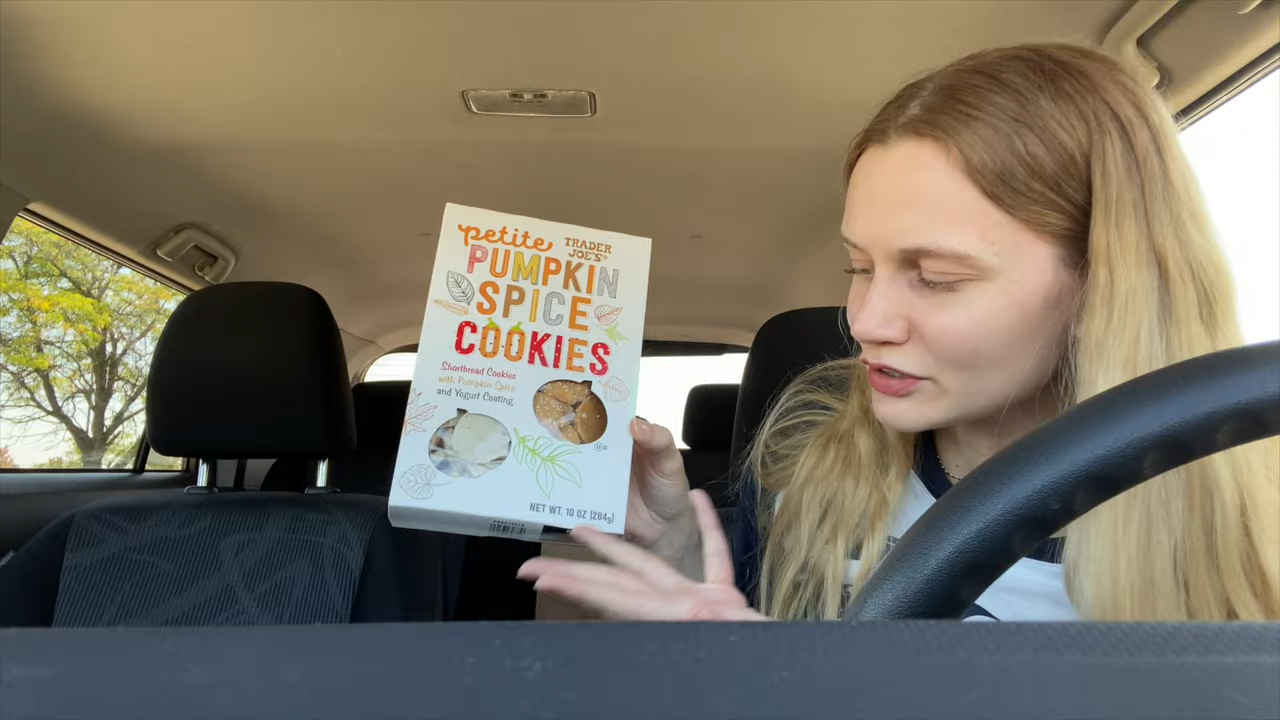 petite
TRADER
JOE'S®
PUMPKIN
SPICE
COOKIES
Shortbread Cookies
with Pumpkin Spice
and Yogurt Coating
NET WT. 10 OZ (284g)